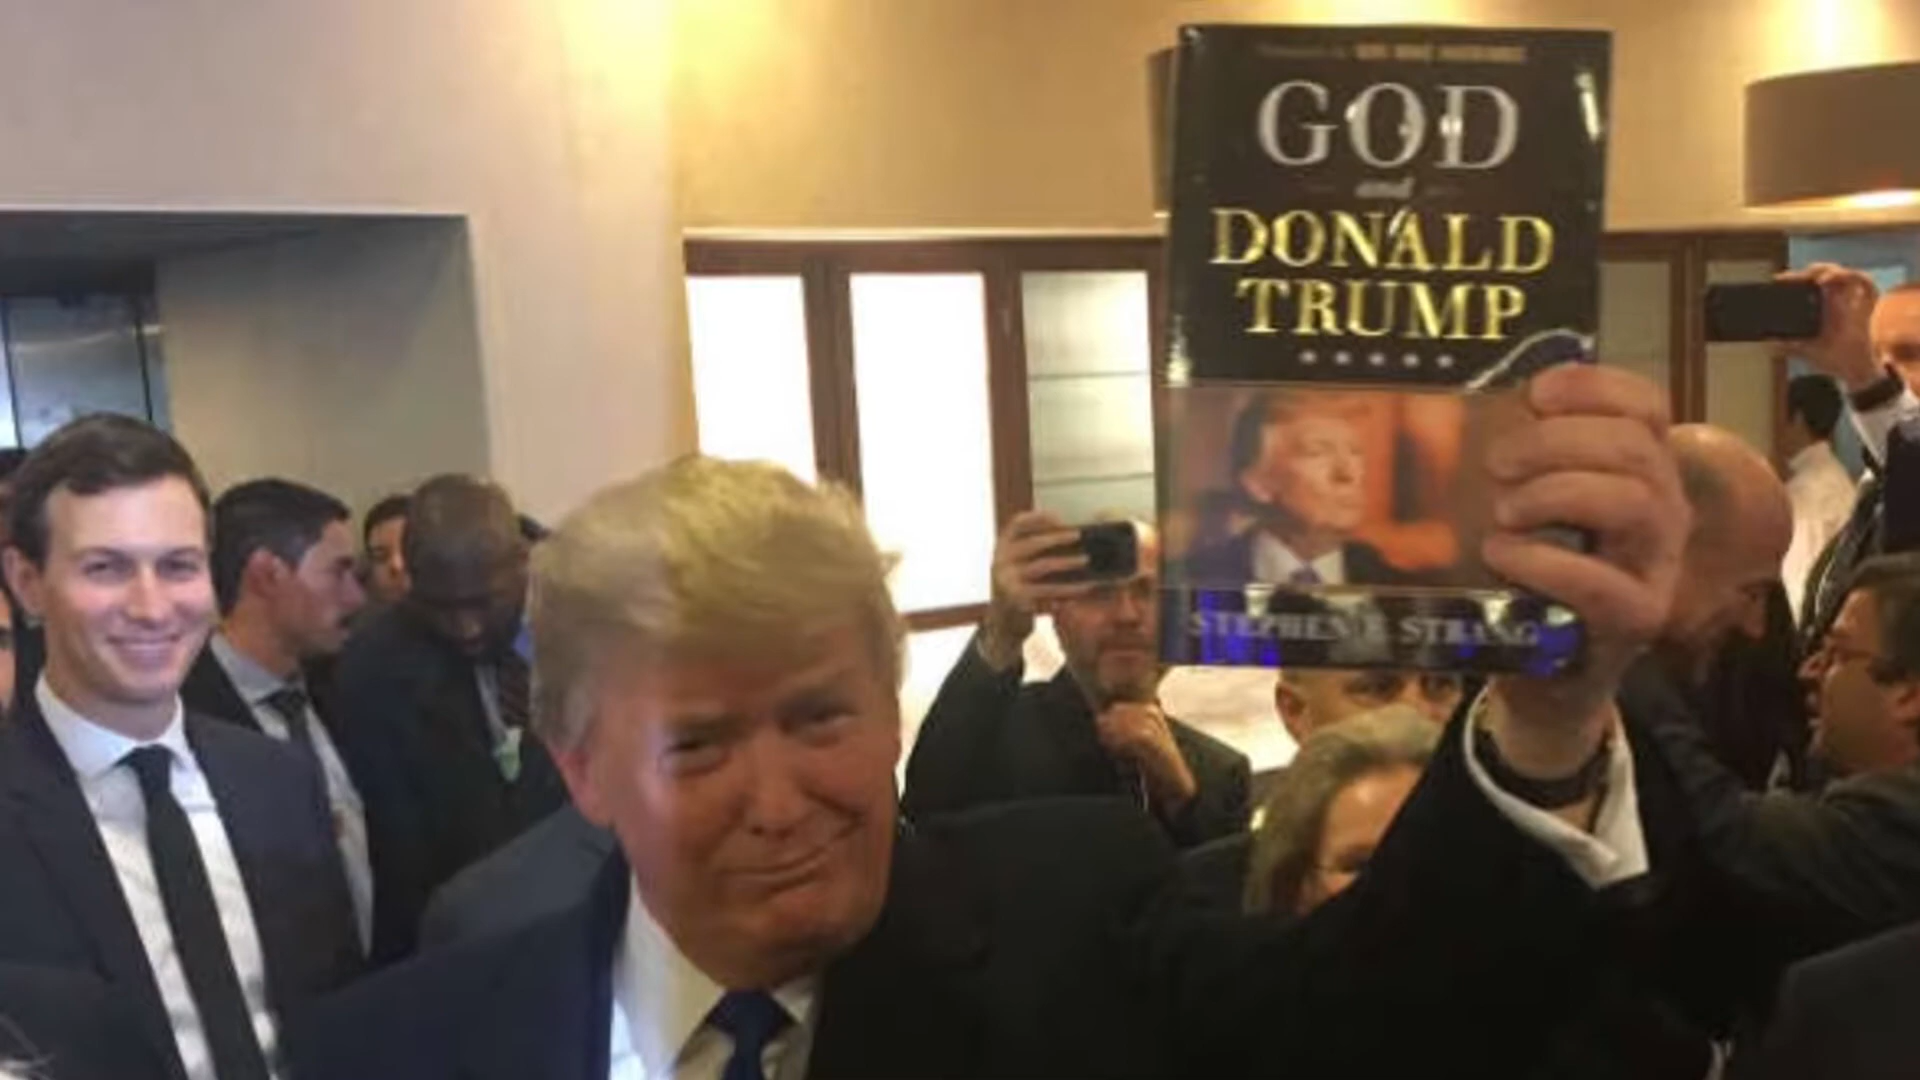 GOD
and
DONALD
TRUMP
STEPHEN E. STRANG